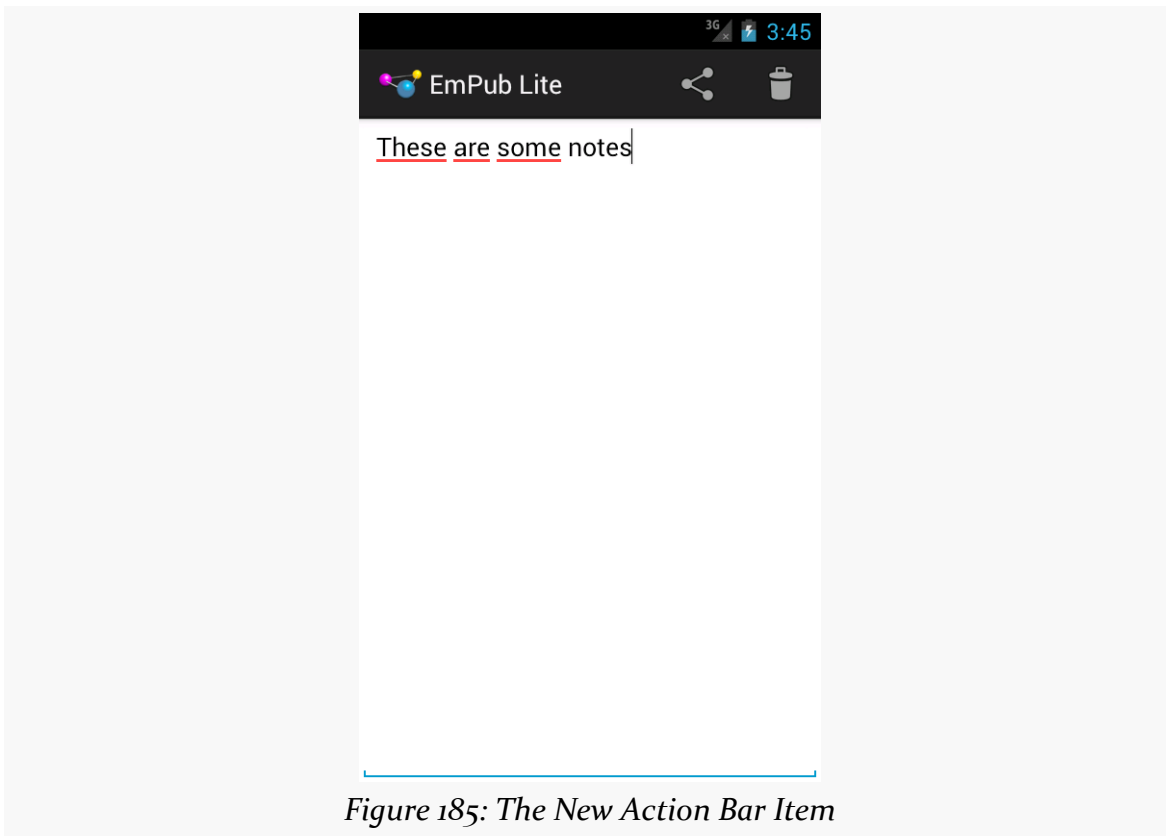 3G 3:45
EmPub Lite
These are some notes
Figure 185: The New Action Bar Item